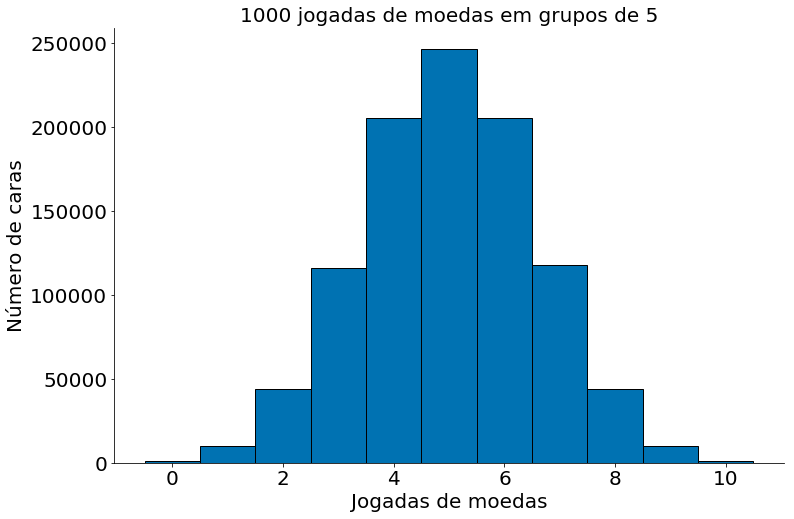 1000 jogadas de moedas em grupos de 5
Número de caras
250000
200000
150000
100000
50000
0
0 2 4 6 8 10
Jogadas de moedas